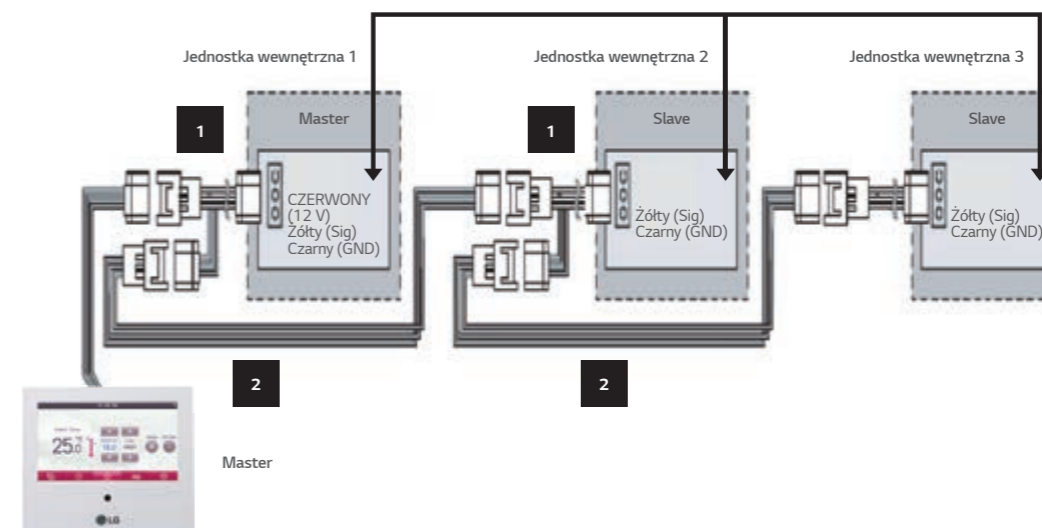 Jednostka wewnętrzna 1
Jednostka wewnętrzna 2
Jednostka wewnętrzna 3
1
Master
1
Slave
Slave
CZERWONY
(12 V)
Żółty (Sig)
Czarny (GND)
Żółty (Sig)
Czarny (GND)
Żółty (Sig)
Czarny (GND)
2
2
Master
25
LG